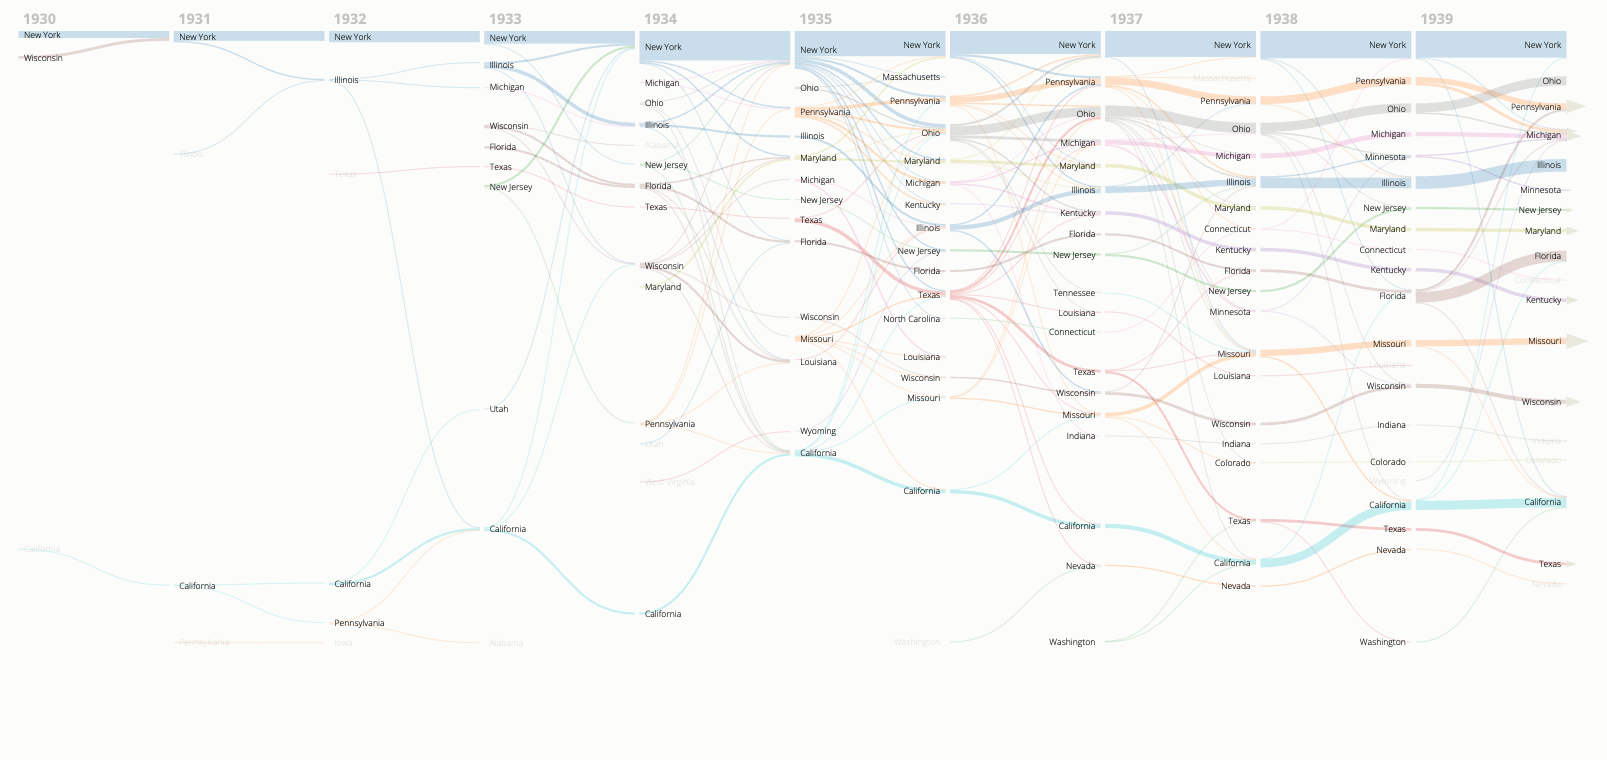 1930 1931 1932 1933 1934 1935 1936 1937 1938 1939
New York
Wisconsin
California
New York
Illinois
California
Pennsylvania
New York
Illinois
Texas
California
Pennsylvania
Iowa
New York
Illinois
Michigan
Wisconsin
Florida
Texas
New Jersey
Utah
California
Alabama
New York
Michigan
Ohio
Illinois
Alabama
New Jersey
Florida
Texas
Wisconsin
Maryland
Pennsylvania
Utah
West Virginia
California
New York
Ohio
Pennsylvania
Illinois
Maryland
Michigan
New Jersey
Texas
Florida
Wisconsin
Missouri
Louisiana
Wyoming
California
New York
Massachusetts
Pennsylvania
Ohio
Maryland
Michigan
Kentucky
Illinois
New Jersey
Florida
Texas
North Carolina
Louisiana
Wisconsin
Missouri
California
Washington
New York
Pennsylvania
Ohio
Michigan
Maryland
Illinois
Kentucky
Florida
New Jersey
Tennessee
Louisiana
Connecticut
Texas
Wisconsin
Missouri
Indiana
California
Nevada
Washington
New York
Massachusetts
Pennsylvania
Ohio
Michigan
Illinois
Maryland
Connecticut
Kentucky
Florida
New Jersey
Minnesota
Missouri
Louisiana
Wisconsin
Indiana
Colorado
Texas
California
Nevada
New York
Pennsylvania
Ohio
Michigan
Minnesota
Illinois
New Jersey
Maryland
Connecticut
Kentucky
Florida
Missouri
Louisiana
Wisconsin
Indiana
Colorado
Wyoming
California
Texas
Nevada
Washington
New York
Ohio
Pennsylvania
Michigan
Illinois
Minnesota
New Jersey
Maryland
Florida
Connecticut
Kentucky
Missouri
Wisconsin
Indiana
Colorado
California
Texas
Nevada